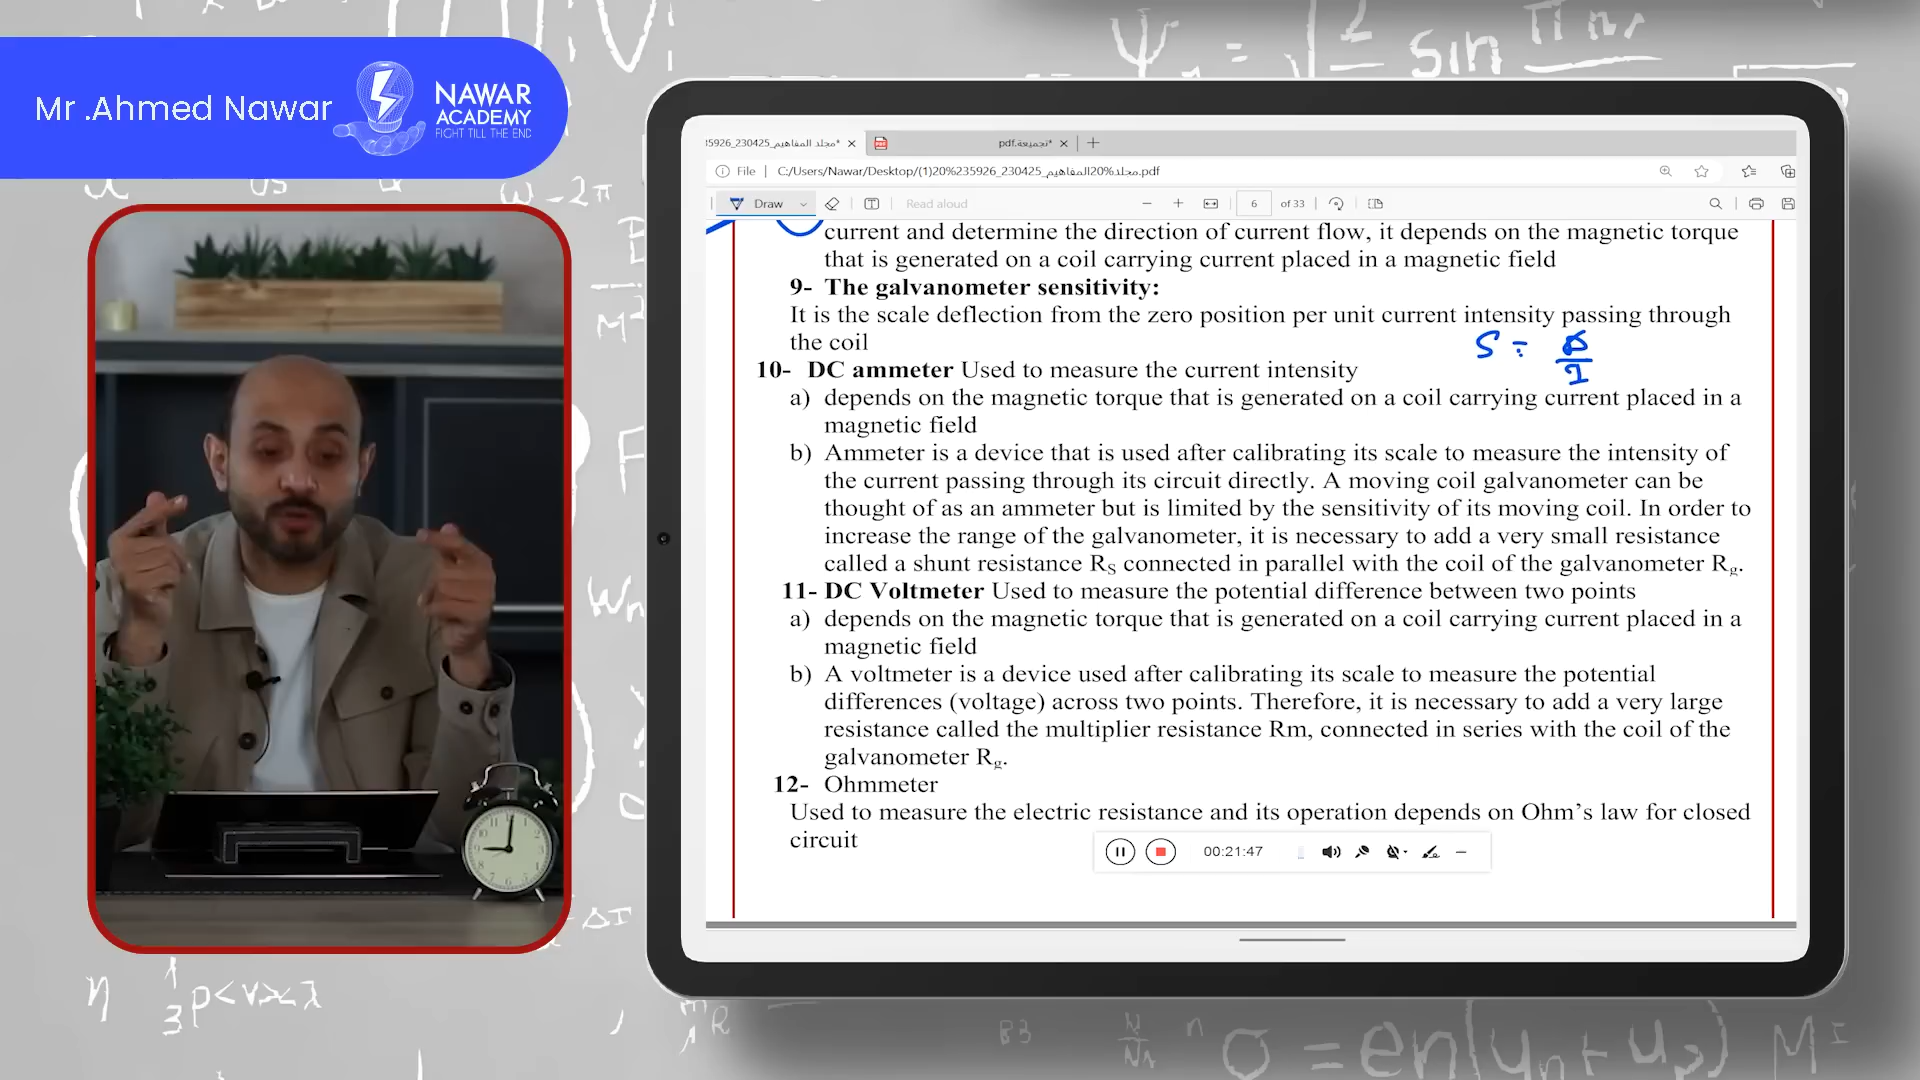 Mr .Ahmed Nawar
NAWAR
ACADEMY
FIGHT TILL THE END
15926_230425_مجلد المفاهيم*
pdf.تجميعة*
File
C:/Users/Nawar/Desktop/(1)20%235926_230425_مجلد%20المفاهيم.pdf
Draw
Read aloud
6
of 33
current and determine the direction of current flow, it depends on the magnetic torque
that is generated on a coil carrying current placed in a magnetic field
9- The galvanometer sensitivity:
It is the scale deflection from the zero position per unit current intensity passing through
the coil
S =
I
10- DC ammeter Used to measure the current intensity
a) depends on the magnetic torque that is generated on a coil carrying current placed in a
magnetic field
b) Ammeter is a device that is used after calibrating its scale to measure the intensity of
the current passing through its circuit directly. A moving coil galvanometer can be
thought of as an ammeter but is limited by the sensitivity of its moving coil. In order to
increase the range of the galvanometer, it is necessary to add a very small resistance
called a shunt resistance RS connected in parallel with the coil of the galvanometer Rg.
11- DC Voltmeter Used to measure the potential difference between two points
a) depends on the magnetic torque that is generated on a coil carrying current placed in a
magnetic field
b) A voltmeter is a device used after calibrating its scale to measure the potential
differences (voltage) across two points. Therefore, it is necessary to add a very large
resistance called the multiplier resistance Rm, connected in series with the coil of the
galvanometer Rg.
12- Ohmmeter
Used to measure the electric resistance and its operation depends on Ohm's law for closed
circuit
00:21:47